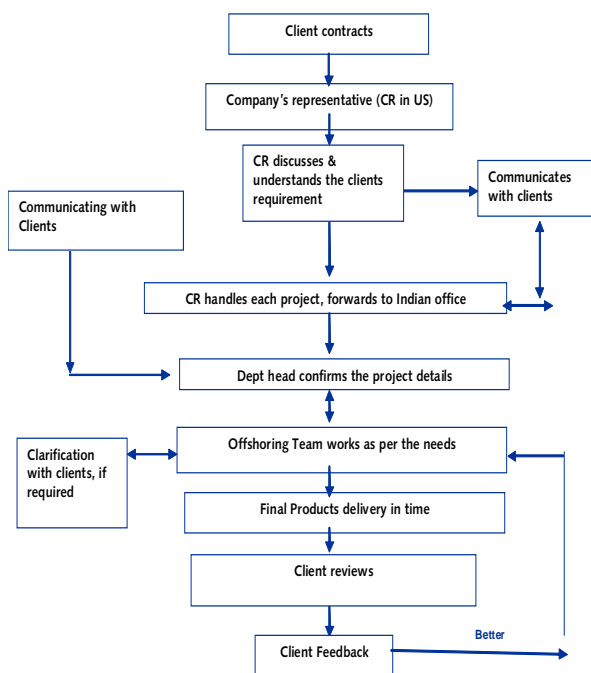 Client contracts
Company's representative (CR in US)
CR discusses &
understands the clients
requirement
Communicates
with clients
Communicating with
Clients
CR handles each project, forwards to Indian office
Dept head confirms the project details
Offshoring Team works as per the needs
Clarification
with clients, if
required
Final Products delivery in time
Client reviews
Better
Client Feedback